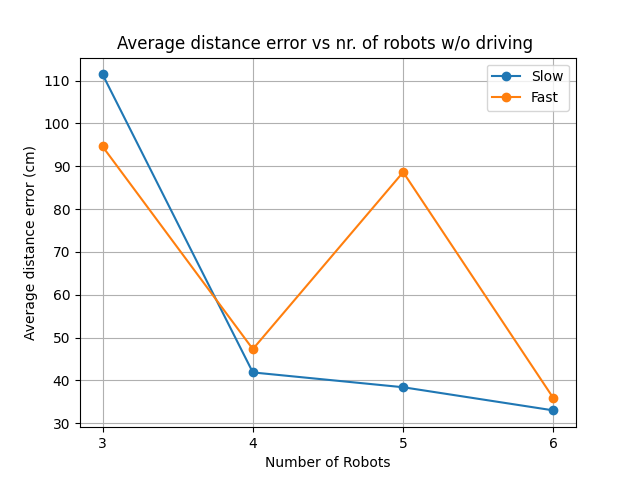 Average distance error vs nr. of robots w/o driving
Slow
Fast
Average distance error (cm)
110
100
90
80
70
60
50
40
30
3 4 5 6
Number of Robots